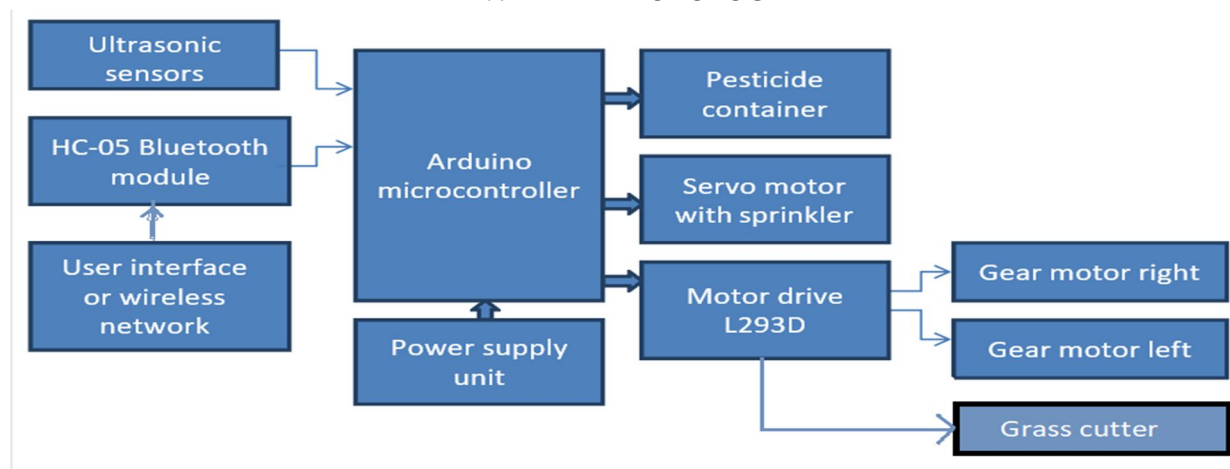 Ultrasonic
sensors
HC-05 Bluetooth
module
User interface
or wireless
network
Arduino
microcontroller
Power supply
unit
Pesticide
container
Servo motor
with sprinkler
Motor drive
L293D
Gear motor right
Gear motor left
Grass cutter